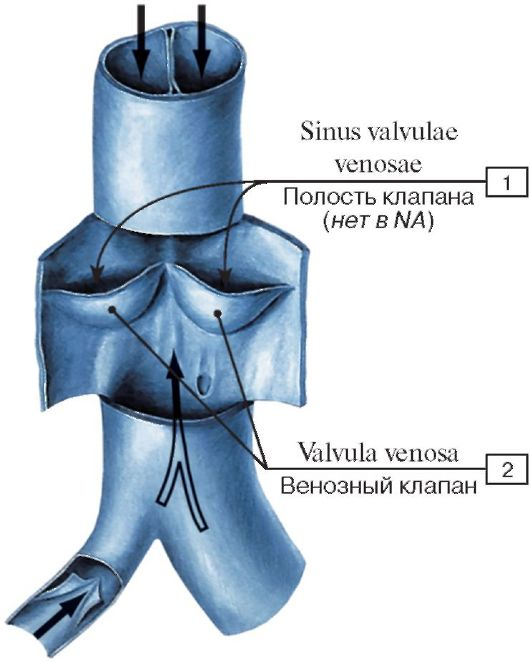 Sinus valvulae
venosae
1
Полость клапана
(нет в NA)
Valvula venosa
2
Венозный клапан